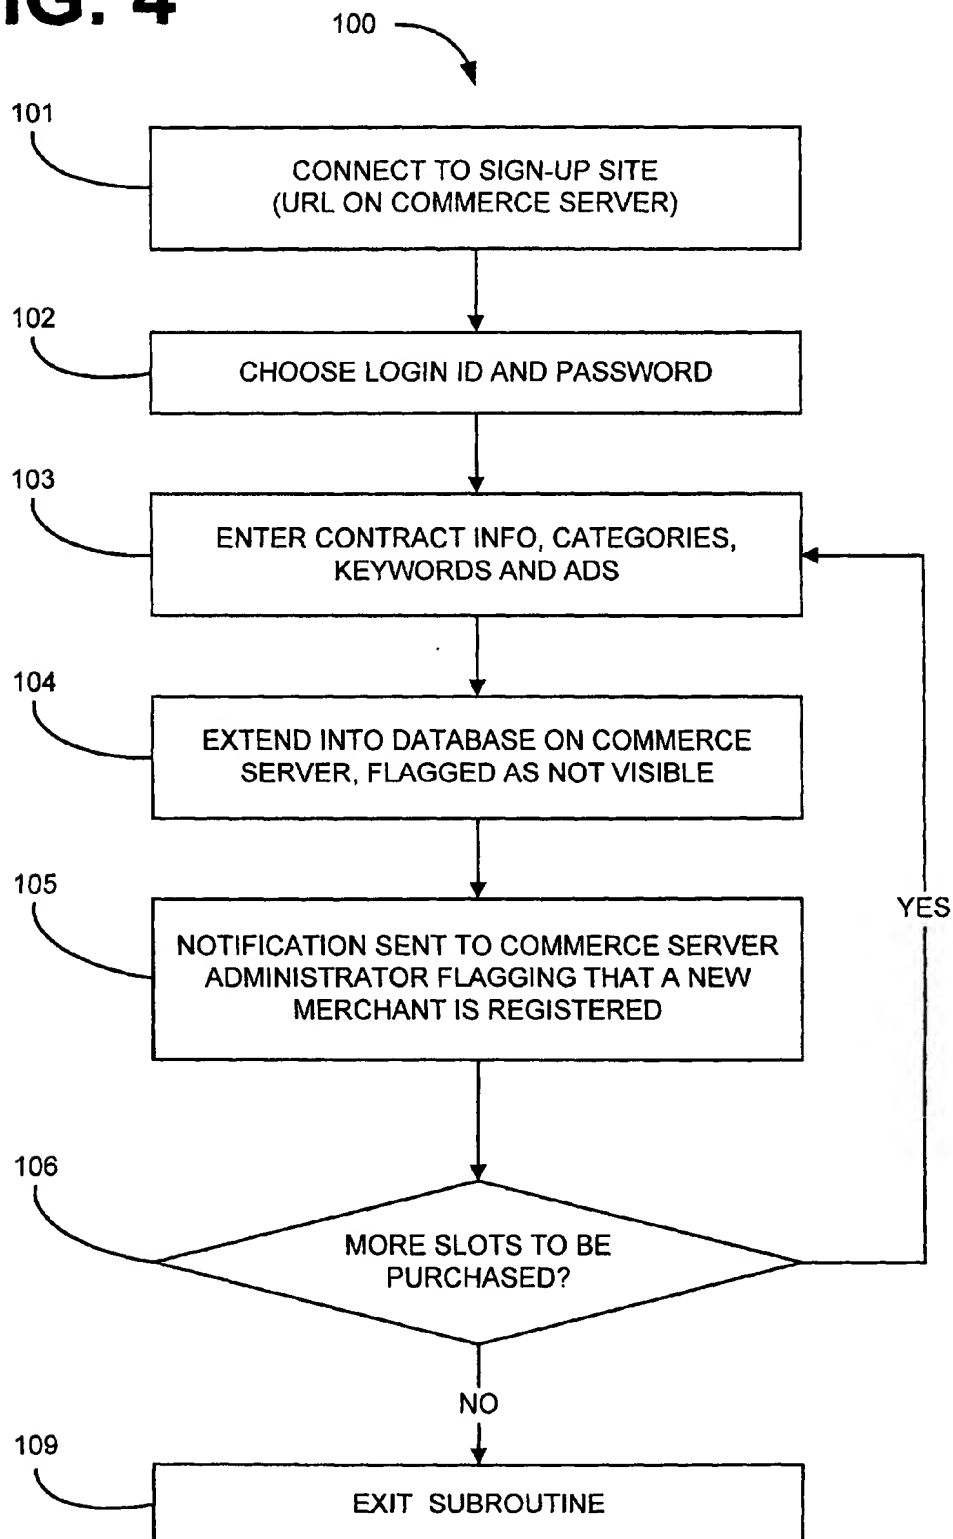 FIG. 4
100
101
CONNECT TO SIGN-UP SITE
(URL ON COMMERCE SERVER)
102
CHOOSE LOGIN ID AND PASSWORD
103
ENTER CONTRACT INFO, CATEGORIES,
KEYWORDS AND ADS
104
EXTEND INTO DATABASE ON COMMERCE
SERVER, FLAGGED AS NOT VISIBLE
105
NOTIFICATION SENT TO COMMERCE SERVER
ADMINISTRATOR FLAGGING THAT A NEW
MERCHANT IS REGISTERED
YES
106
MORE SLOTS TO BE
PURCHASED?
NO
109
EXIT SUBROUTINE